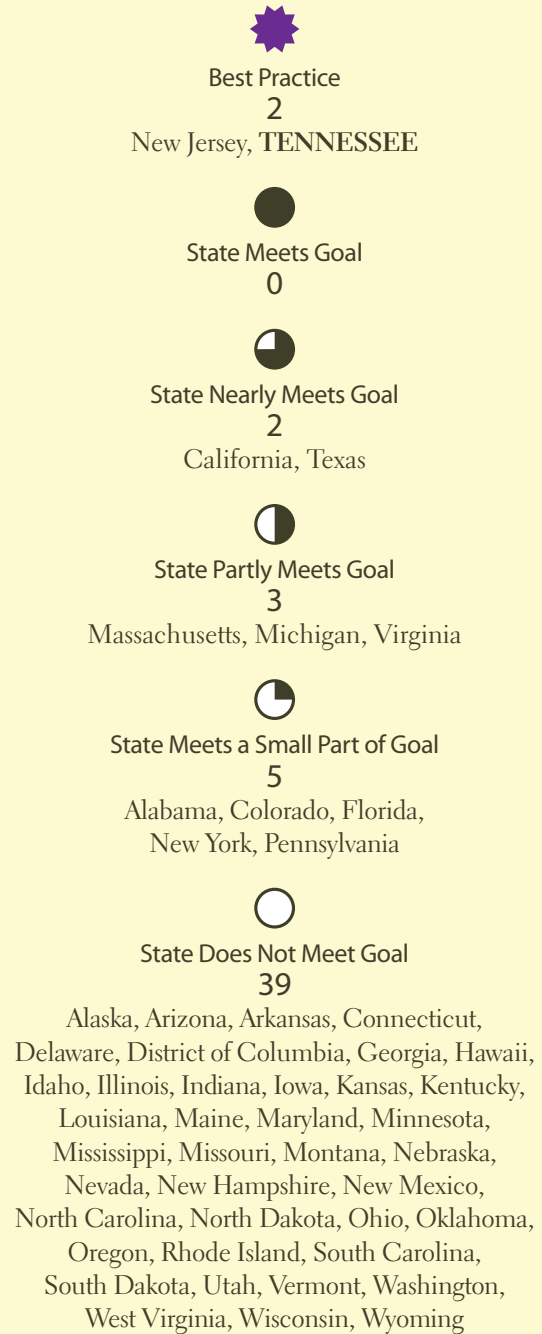 Best Practice
2
New Jersey, TENNESSEE
State Meets Goal
0
State Nearly Meets Goal
2
California, Texas
State Partly Meets Goal
3
Massachusetts, Michigan, Virginia
State Meets a Small Part of Goal
5
Alabama, Colorado, Florida,
New York, Pennsylvania
State Does Not Meet Goal
39
Alaska, Arizona, Arkansas, Connecticut,
Delaware, District of Columbia, Georgia, Hawaii,
Idaho, Illinois, Indiana, Iowa, Kansas, Kentucky,
Louisiana, Maine, Maryland, Minnesota,
Mississippi, Missouri, Montana, Nebraska,
Nevada, New Hampshire, New Mexico,
North Carolina, North Dakota, Ohio, Oklahoma,
Oregon, Rhode Island, South Carolina,
South Dakota, Utah, Vermont, Washington,
West Virginia, Wisconsin, Wyoming